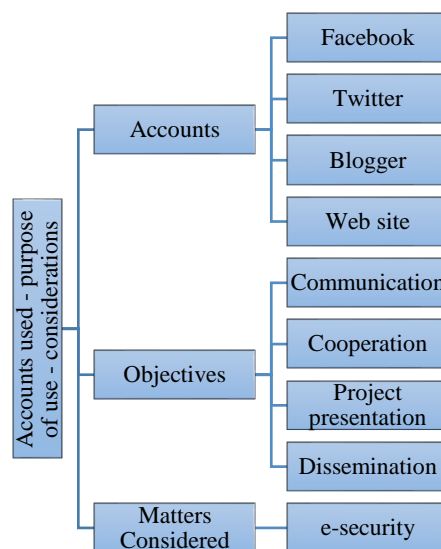 Accounts used - purpose
of use - considerations
Accounts
Facebook
Twitter
Blogger
Web site
Objectives
Communication
Cooperation
Project
presentation
Dissemination
Matters
Considered
e-security